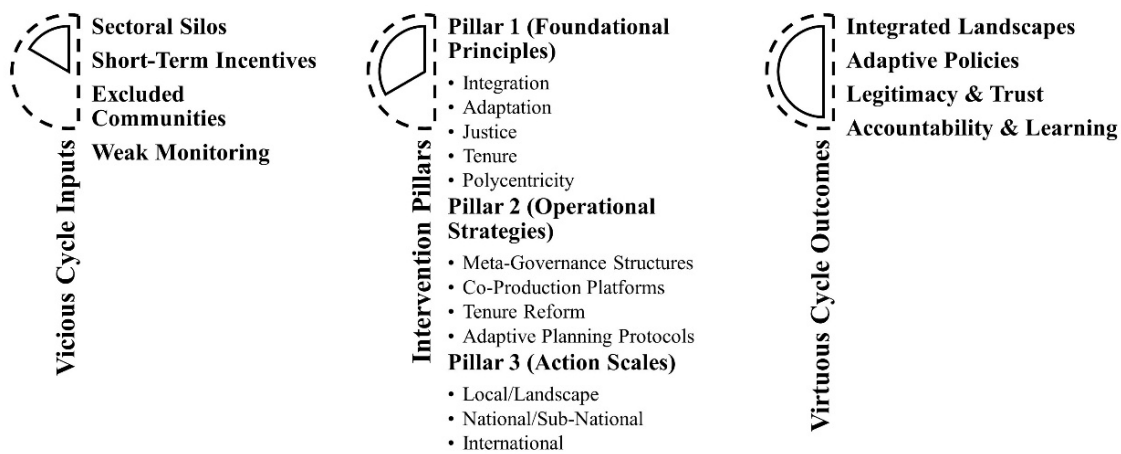 Vicious Cycle Inputs
Sectoral Silos
Short-Term Incentives
Excluded
Communities
Weak Monitoring
Intervention Pillars
Pillar 1 (Foundational
Principles)
• Integration
• Adaptation
• Justice
• Tenure
• Polycentricity
Pillar 2 (Operational
Strategies)
• Meta-Governance Structures
• Co-Production Platforms
• Tenure Reform
• Adaptive Planning Protocols
Pillar 3 (Action Scales)
• Local/Landscape
• National/Sub-National
• International
Virtuous Cycle Outcomes
Integrated Landscapes
Adaptive Policies
Legitimacy & Trust
Accountability & Learning